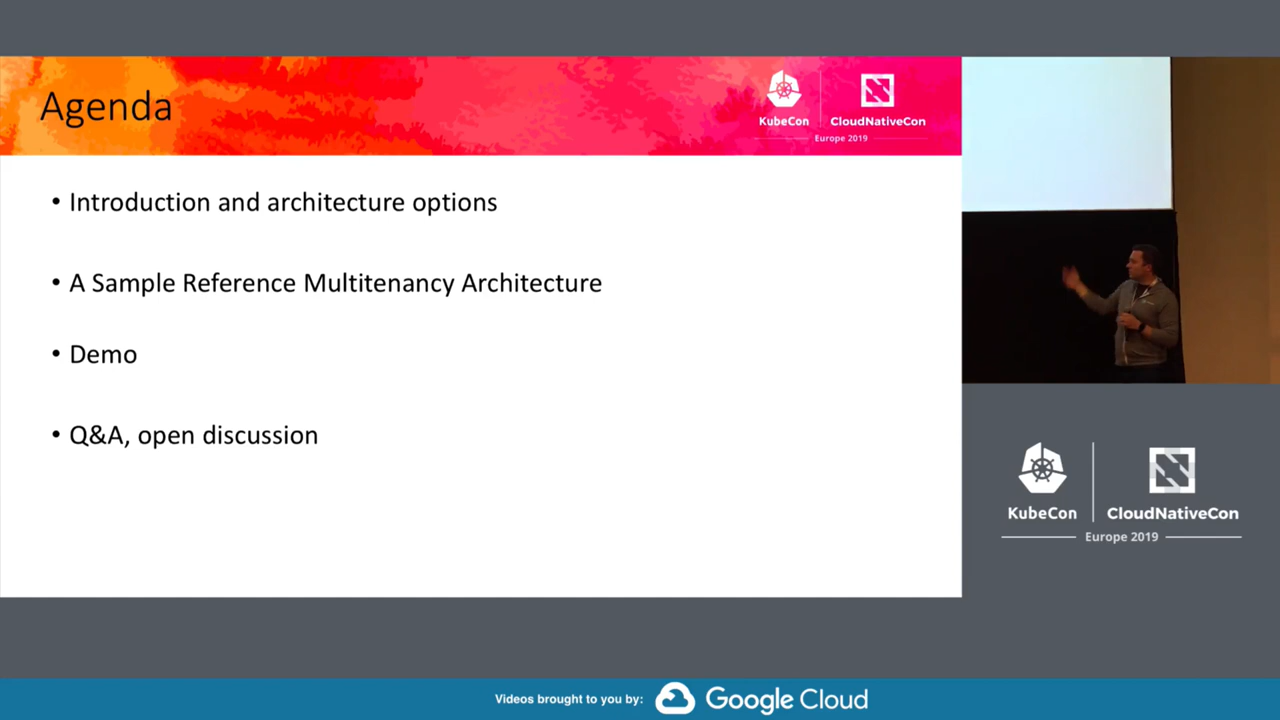 Agenda
KubeCon
CloudNativeCon
Europe 2019
• Introduction and architecture options
• A Sample Reference Multitenancy Architecture
• Demo
• Q&A, open discussion
KubeCon
CloudNativeCon
Europe 2019
Videos brought to you by:
Google Cloud